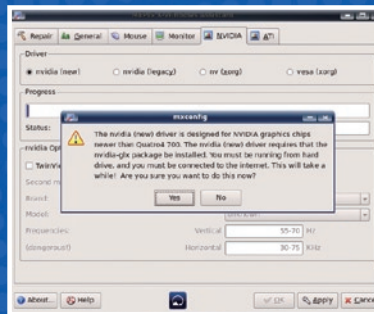 Repair General Mouse Monitor NVIDIA ATI
Driver
nvidia (new) nvidia (legacy) nv (xorg) vesa (xorg)
Progress
Status:
mxconfig
The nvidia (new) driver is designed for NVIDIA graphics chips
newer than Quatro4 700. The nvidia (new) driver requires that the
nvidia-glx package be installed. You must be running from hard
drive, and you must be connected to the internet. This will take a
while! Are you sure you want to do this now?
Yes No
nvidia Opt
TwinVie
Second m
Brand:
Model:
Frequencies: Vertical 55-70 Hz
(dangerous!) Horizontal 30-75 KHz
About... Help OK Apply Cance